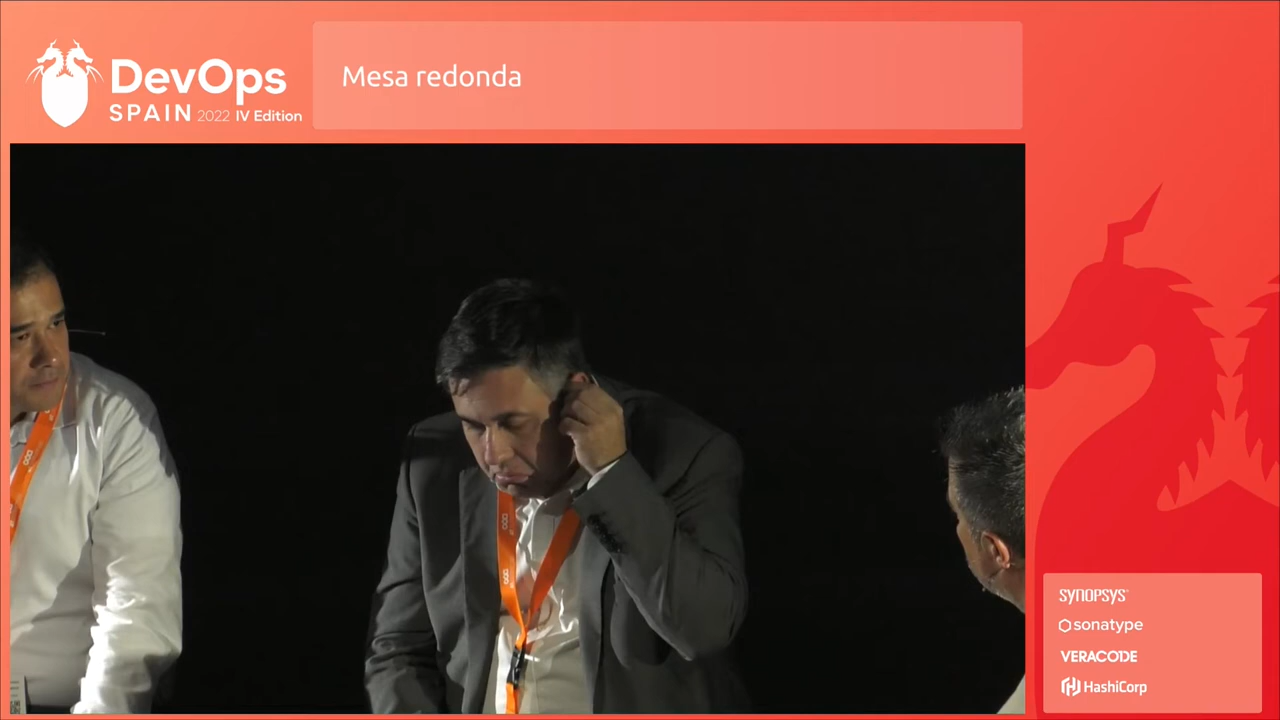 DevOps
SPAIN 2022 IV Edition
Mesa redonda
SYNOPSYS
sonatype
VERACODE
HashiCorp